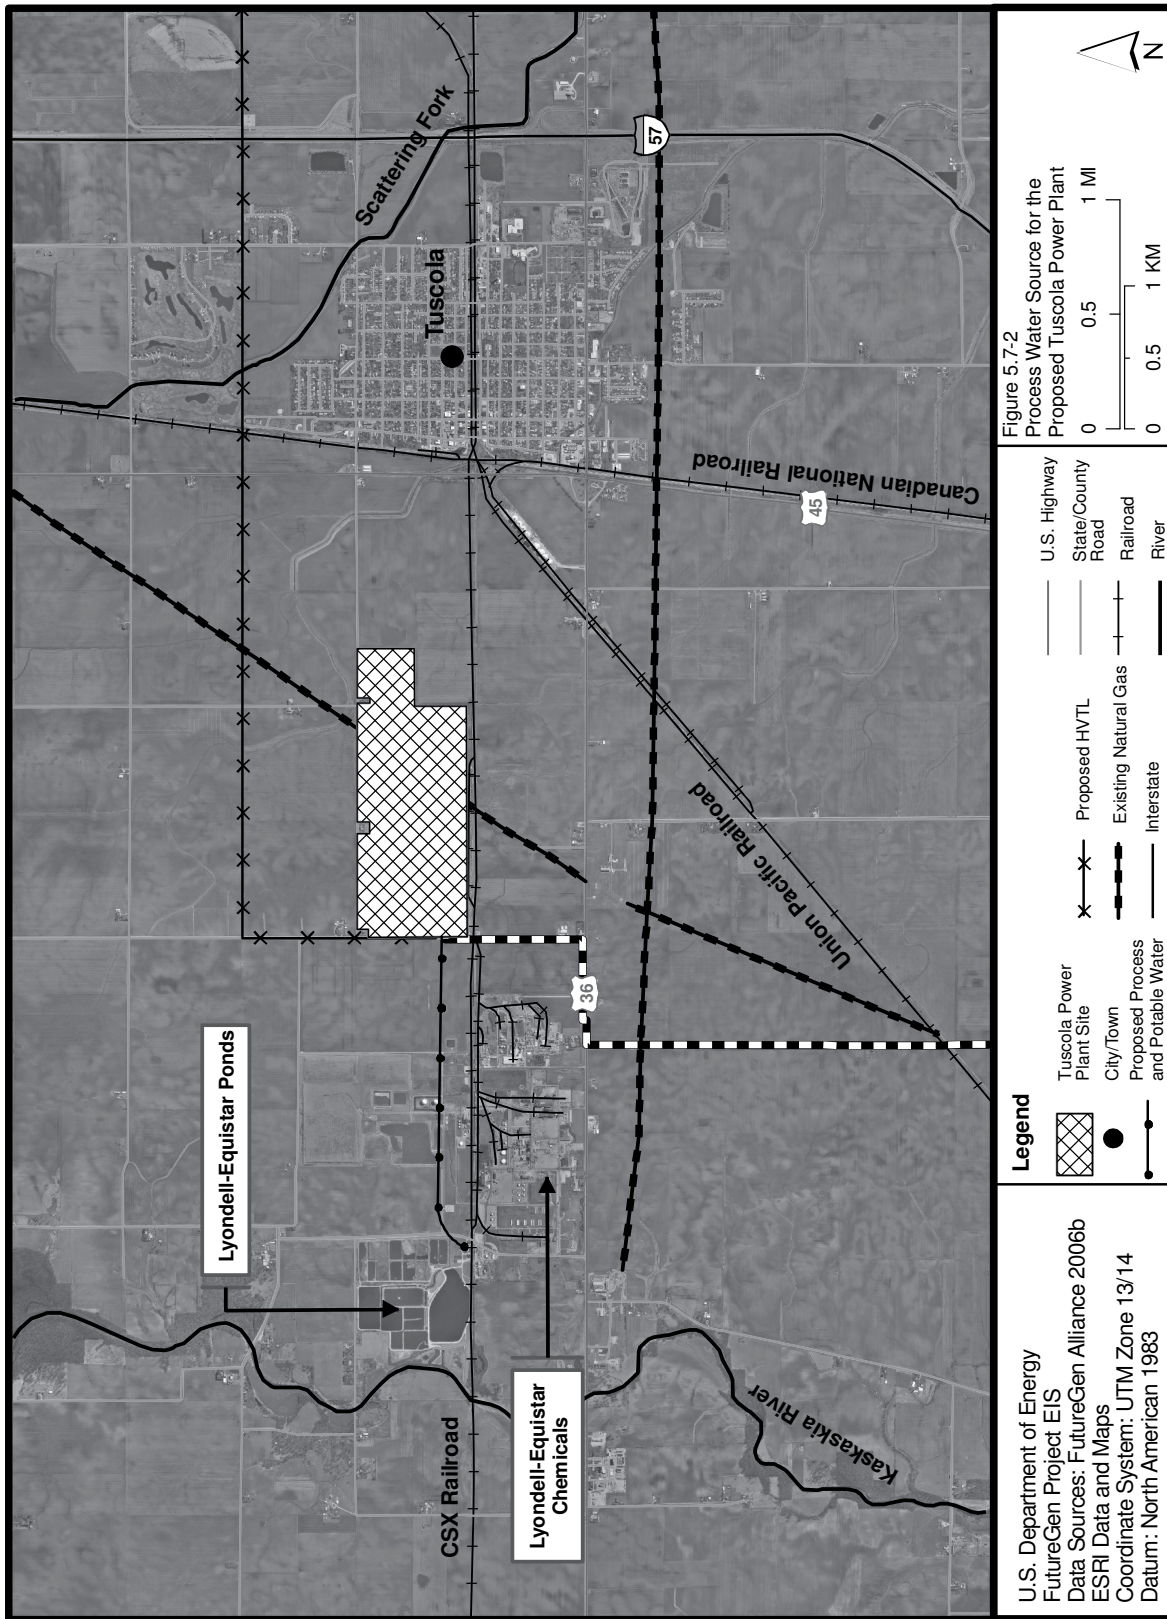 Scattering Fork
Tuscola
57
Lyondell-Equistar Ponds
CSX Railroad
Lyondell-Equistar
Chemicals
36
45
Canadian National Railroad
Union Pacific Railroad
Kaskaskia River
U.S. Department of Energy
FutureGen Project EIS
Data Sources: FutureGen Alliance 2006b
ESRI Data and Maps
Coordinate System: UTM Zone 13/14
Datum: North American 1983
Legend
Tuscola Power
Plant Site
City/Town
Proposed Process
and Potable Water
Proposed HVTL
Existing Natural Gas
Interstate
U.S. Highway
State/County
Road
Railroad
River
Figure 5.7-2
Process Water Source for the
Proposed Tuscola Power Plant
0 0.5 1 MI
0 0.5 1 KM
N